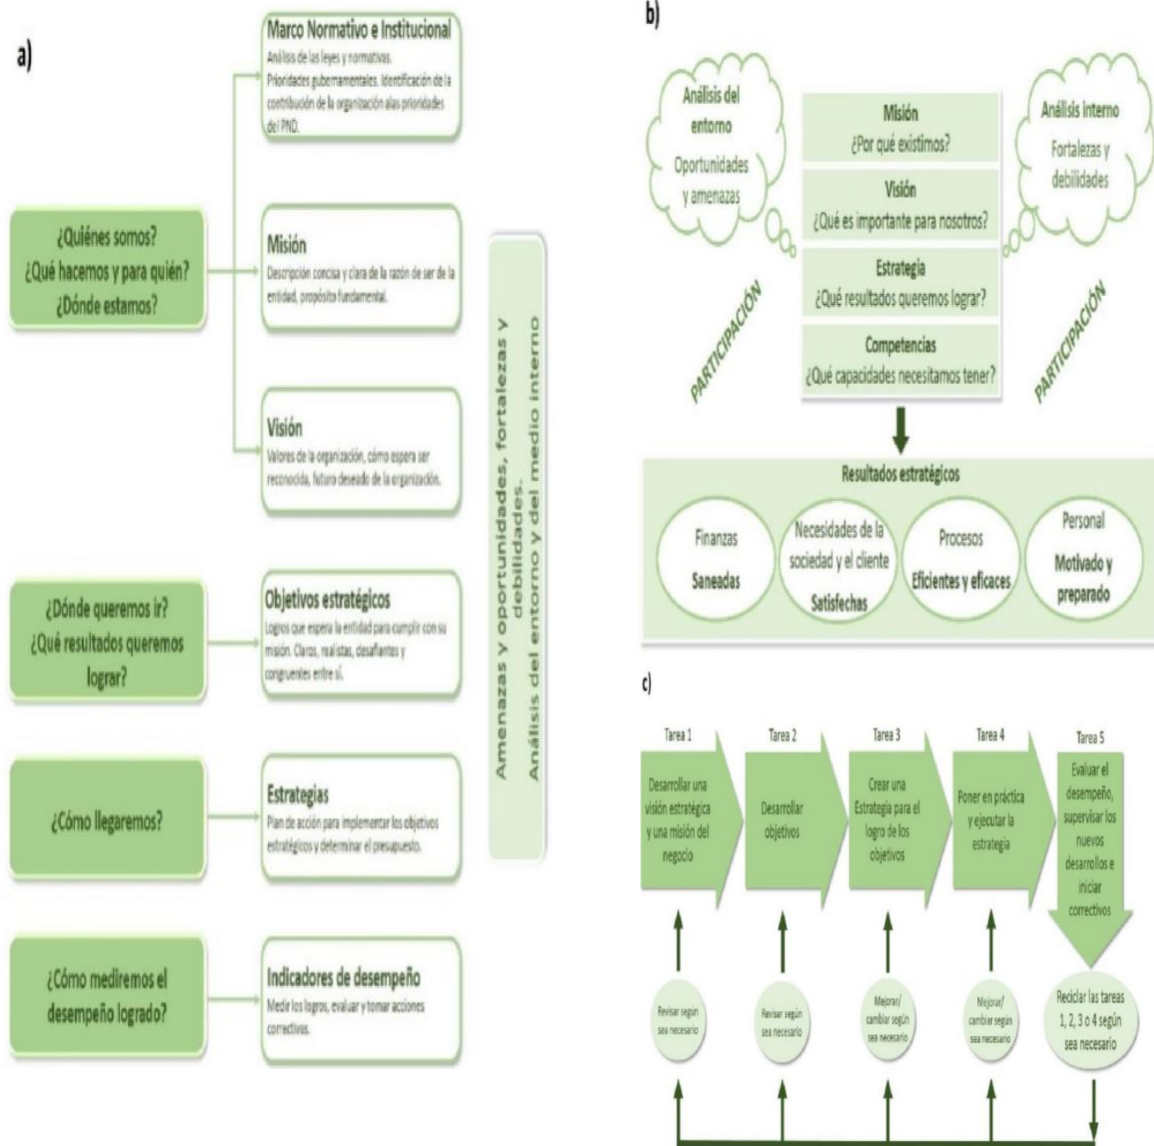 a)
Marco Normativo e Institucional
Análisis de las leyes y normativas.
Prioridades gubernamentales. Identificación de la
contribución de la organización alas prioridades
del PND.
¿Quiénes somos?
¿Qué hacemos y para quién?
¿Dónde estamos?
Misión
Descripción concisa y clara de la razón de ser de la
entidad, propósito fundamental.
Visión
Valores de la organización, cómo espera ser
reconocida, futuro deseado de la organización.
¿Dónde queremos ir?
¿Qué resultados queremos
lograr?
Objetivos estratégicos
Logros que espera la entidad para cumplir con su
misión. Claros, realistas, desafiantes y
congruentes entre sí.
¿Cómo llegaremos?
Estrategias
Plan de acción para implementar los objetivos
estratégicos y determinar el presupuesto.
¿Cómo mediremos el
desempeño logrado?
Indicadores de desempeño
Medir los logros, evaluar y tomar acciones
correctivos.
Amenazas y oportunidades, fortalezas y
debilidades.
Análisis del entorno y del medio interno
b)
Análisis del
entorno
Oportunidades
y amenazas
Misión
¿Por qué existimos?
Visión
¿Qué es importante para nosotros?
Estrategia
¿Qué resultados queremos lograr?
Competencias
¿Qué capacidades necesitamos tener?
Análisis interno
Fortalezas y
debilidades
PARTICIPACIÓN
PARTICIPACIÓN
Resultados estratégicos
Finanzas
Saneadas
Necesidades de la
sociedad y el cliente
Satisfechas
Procesos
Eficientes y eficaces
Personal
Motivado y
preparado
c)
Tarea 1
Desarrollar una
visión estratégica
y una misión del
negocio
Tarea 2
Desarrollar
objetivos
Tarea 3
Crear una
Estrategia para el
logro de los
objetivos
Tarea 4
Poner en práctica
y ejecutar la
estrategia
Tarea 5
Evaluar el
desempeño,
supervisar los
nuevos
desarrollos e
iniciar
correctivos
Revisar según
sea necesario
Revisar según
sea necesario
Mejorar/
cambiar según
sea necesario
Mejorar/
cambiar según
sea necesario
Reciclar las tareas
1, 2, 3 o 4 según
sea necesario